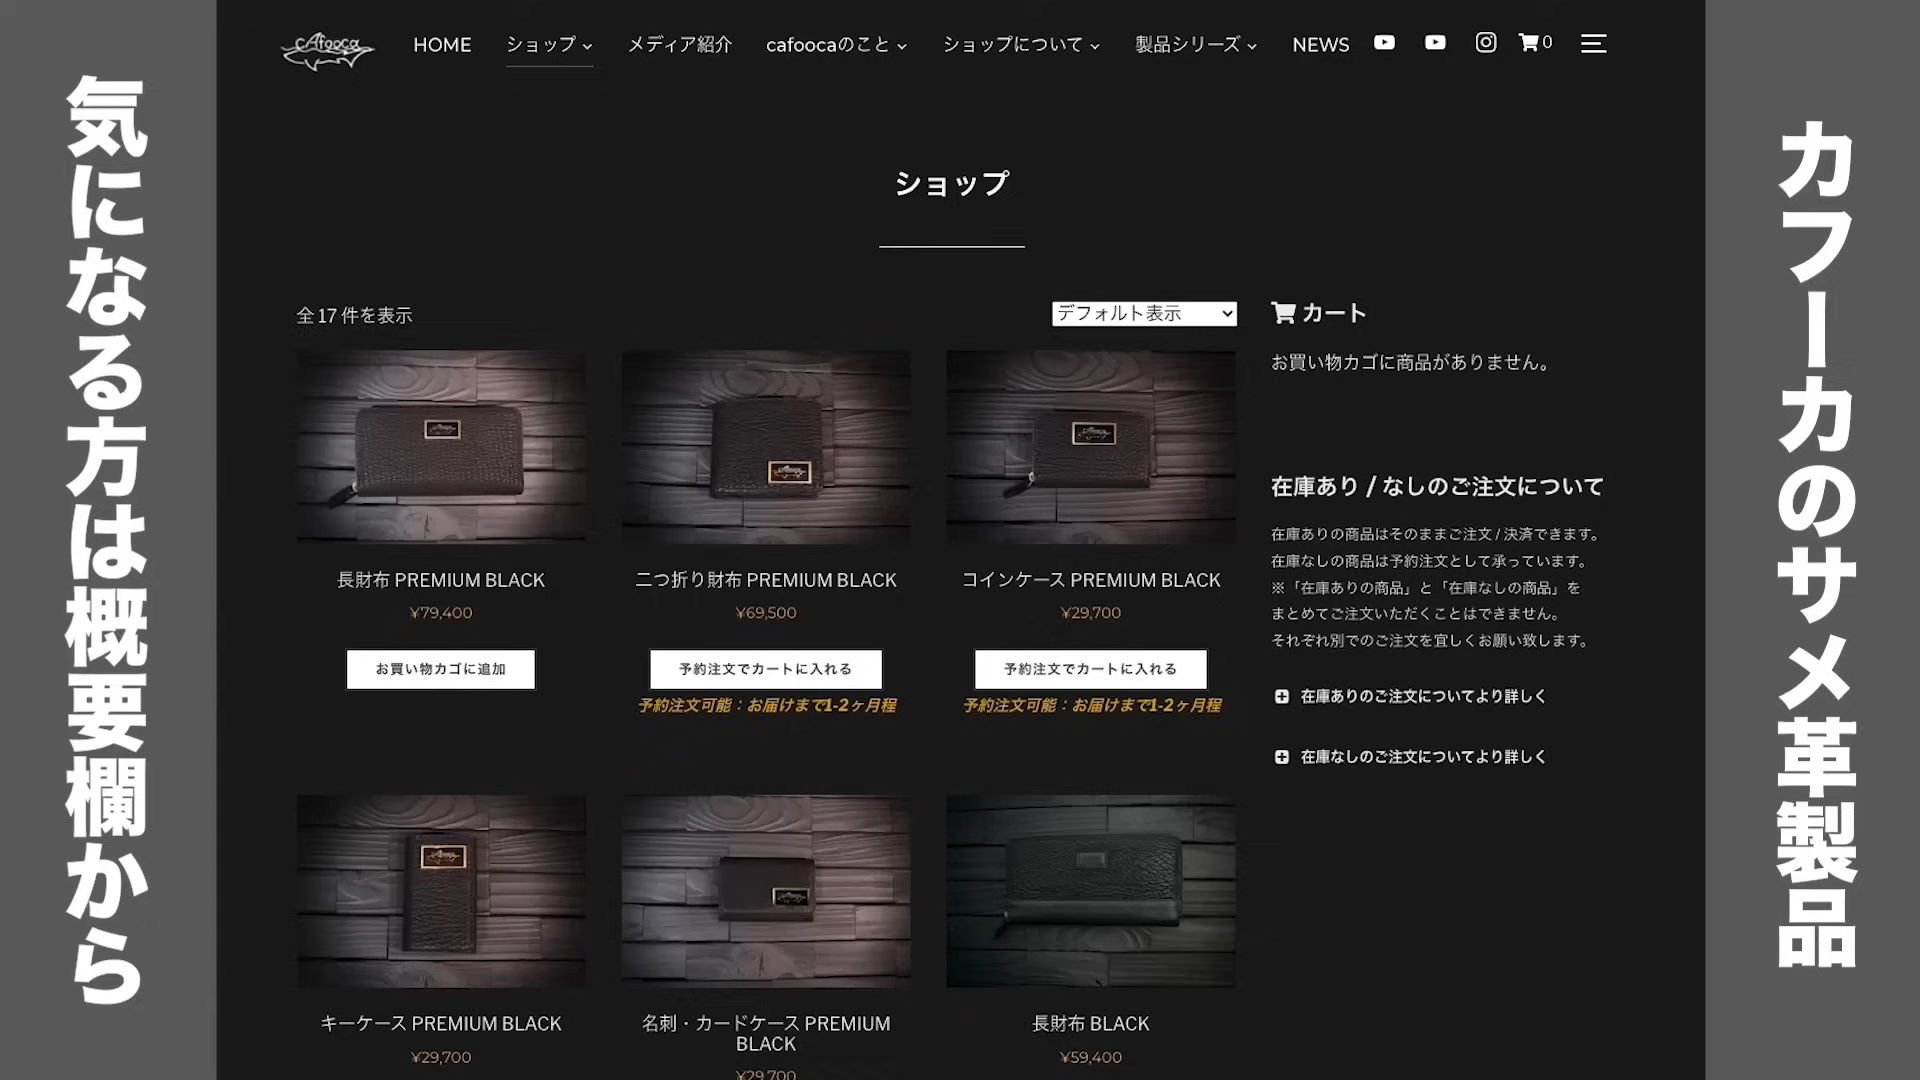 カフーカのサメ革製品
気になる方は概要欄から
cAfooca
HOME
ショップ
メディア紹介
cafoocaのこと
ショップについて
製品シリーズ
NEWS
0
ショップ
全 17 件を表示
デフォルト表示
長財布 PREMIUM BLACK
¥79,400
お買い物カゴに追加
二つ折り財布 PREMIUM BLACK
¥69,500
予約注文でカートに入れる
予約注文可能：お届けまで1-2ヶ月程
コインケース PREMIUM BLACK
¥29,700
予約注文でカートに入れる
予約注文可能：お届けまで1-2ヶ月程
キーケース PREMIUM BLACK
¥29,700
名刺・カードケース PREMIUM
BLACK
¥29,700
長財布 BLACK
¥59,400
カート
お買い物カゴに商品がありません。
在庫あり / なしのご注文について
在庫ありの商品はそのままご注文 / 決済できます。
在庫なしの商品は予約注文として承っています。
※「在庫ありの商品」と「在庫なしの商品」を
まとめてご注文いただくことはできません。
それぞれ別でのご注文を宜しくお願い致します。
在庫ありのご注文についてより詳しく
在庫なしのご注文についてより詳しく